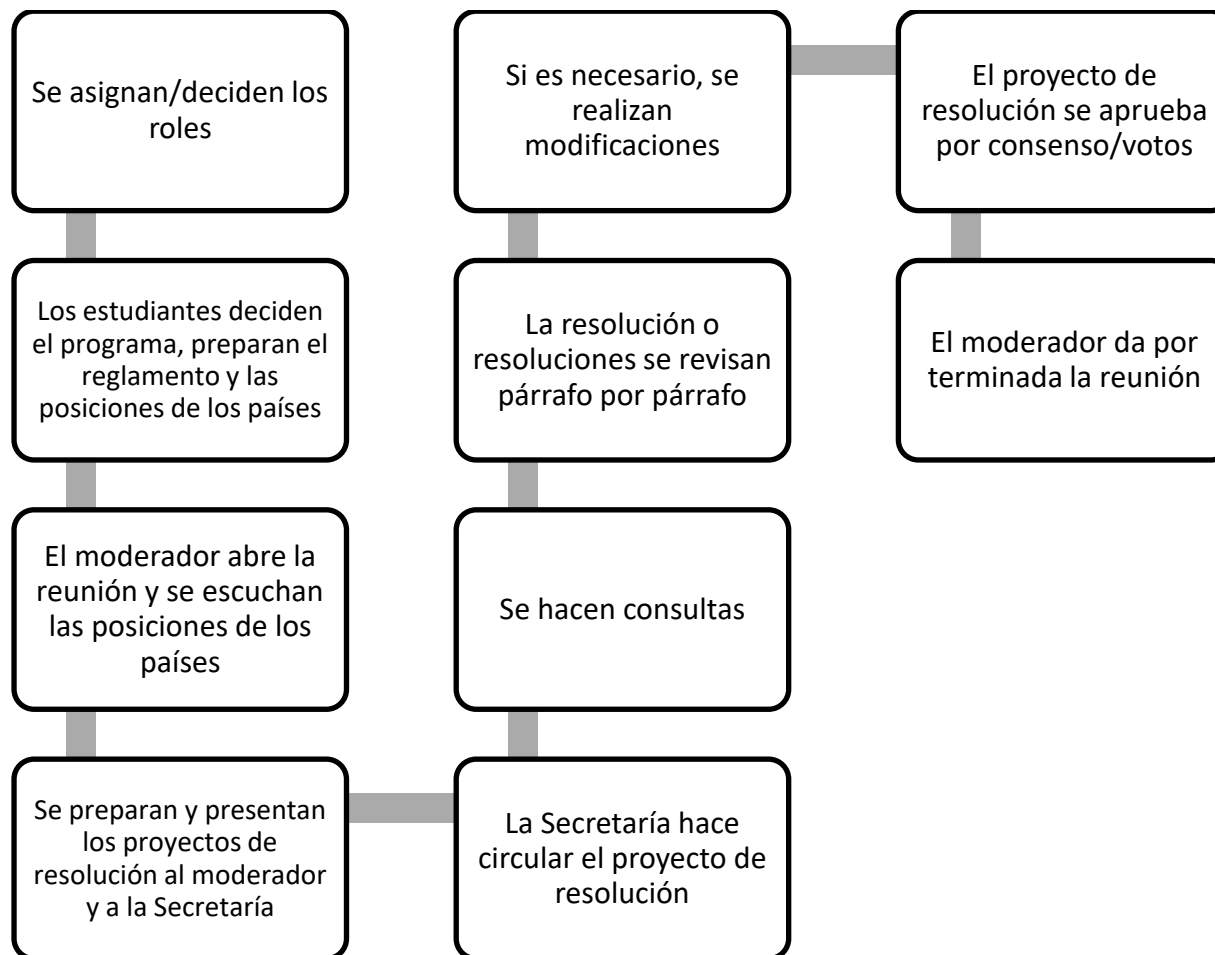 Se asignan/deciden los
roles
Los estudiantes deciden
el programa, preparan el
reglamento y las
posiciones de los países
El moderador abre la
reunión y se escuchan
las posiciones de los
países
Se preparan y presentan
los proyectos de
resolución al moderador
y a la Secretaría
La Secretaría hace
circular el proyecto de
resolución
Se hacen consultas
La resolución o
resoluciones se revisan
párrafo por párrafo
Si es necesario, se
realizan
modificaciones
El proyecto de
resolución se aprueba
por consenso/votos
El moderador da por
terminada la reunión